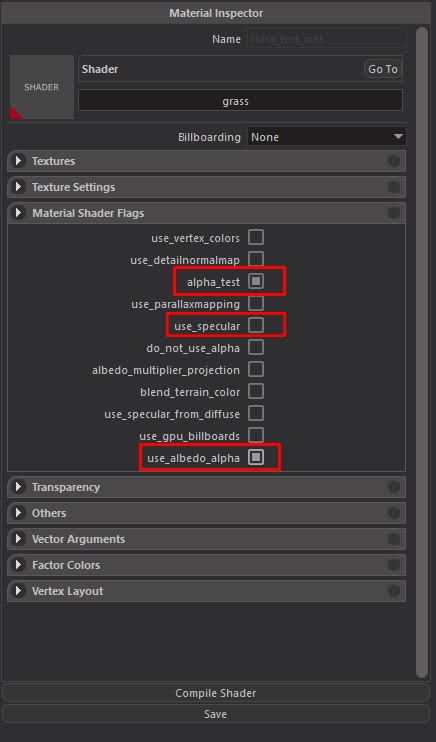 Material Inspector
Name flora_test_mat
SHADER
Shader Go To
grass
Billboarding None
Textures
Texture Settings
Material Shader Flags
use_vertex_colors
use_detailnormalmap
alpha_test
use_parallaxmapping
use_specular
do_not_use_alpha
albedo_multiplier_projection
blend_terrain_color
use_specular_from_diffuse
use_gpu_billboards
use_albedo_alpha
Transparency
Others
Vector Arguments
Factor Colors
Vertex Layout
Compile Shader
Save